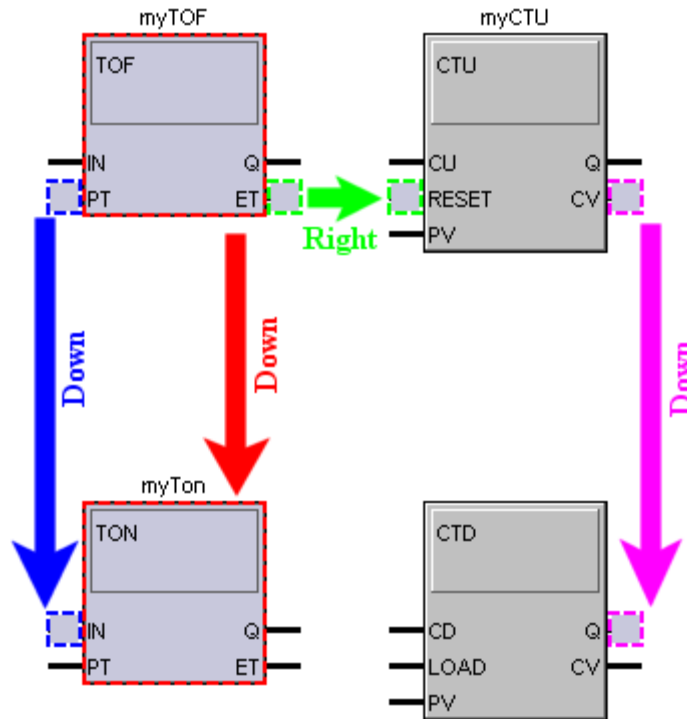 myTOF
myCTU
TOF
CTU
IN Q
CU Q
PT ET
RESET CV
Right
PV
Down
Down
Down
myTon
TON
CTD
IN Q
CD Q
PT ET
LOAD CV
PV